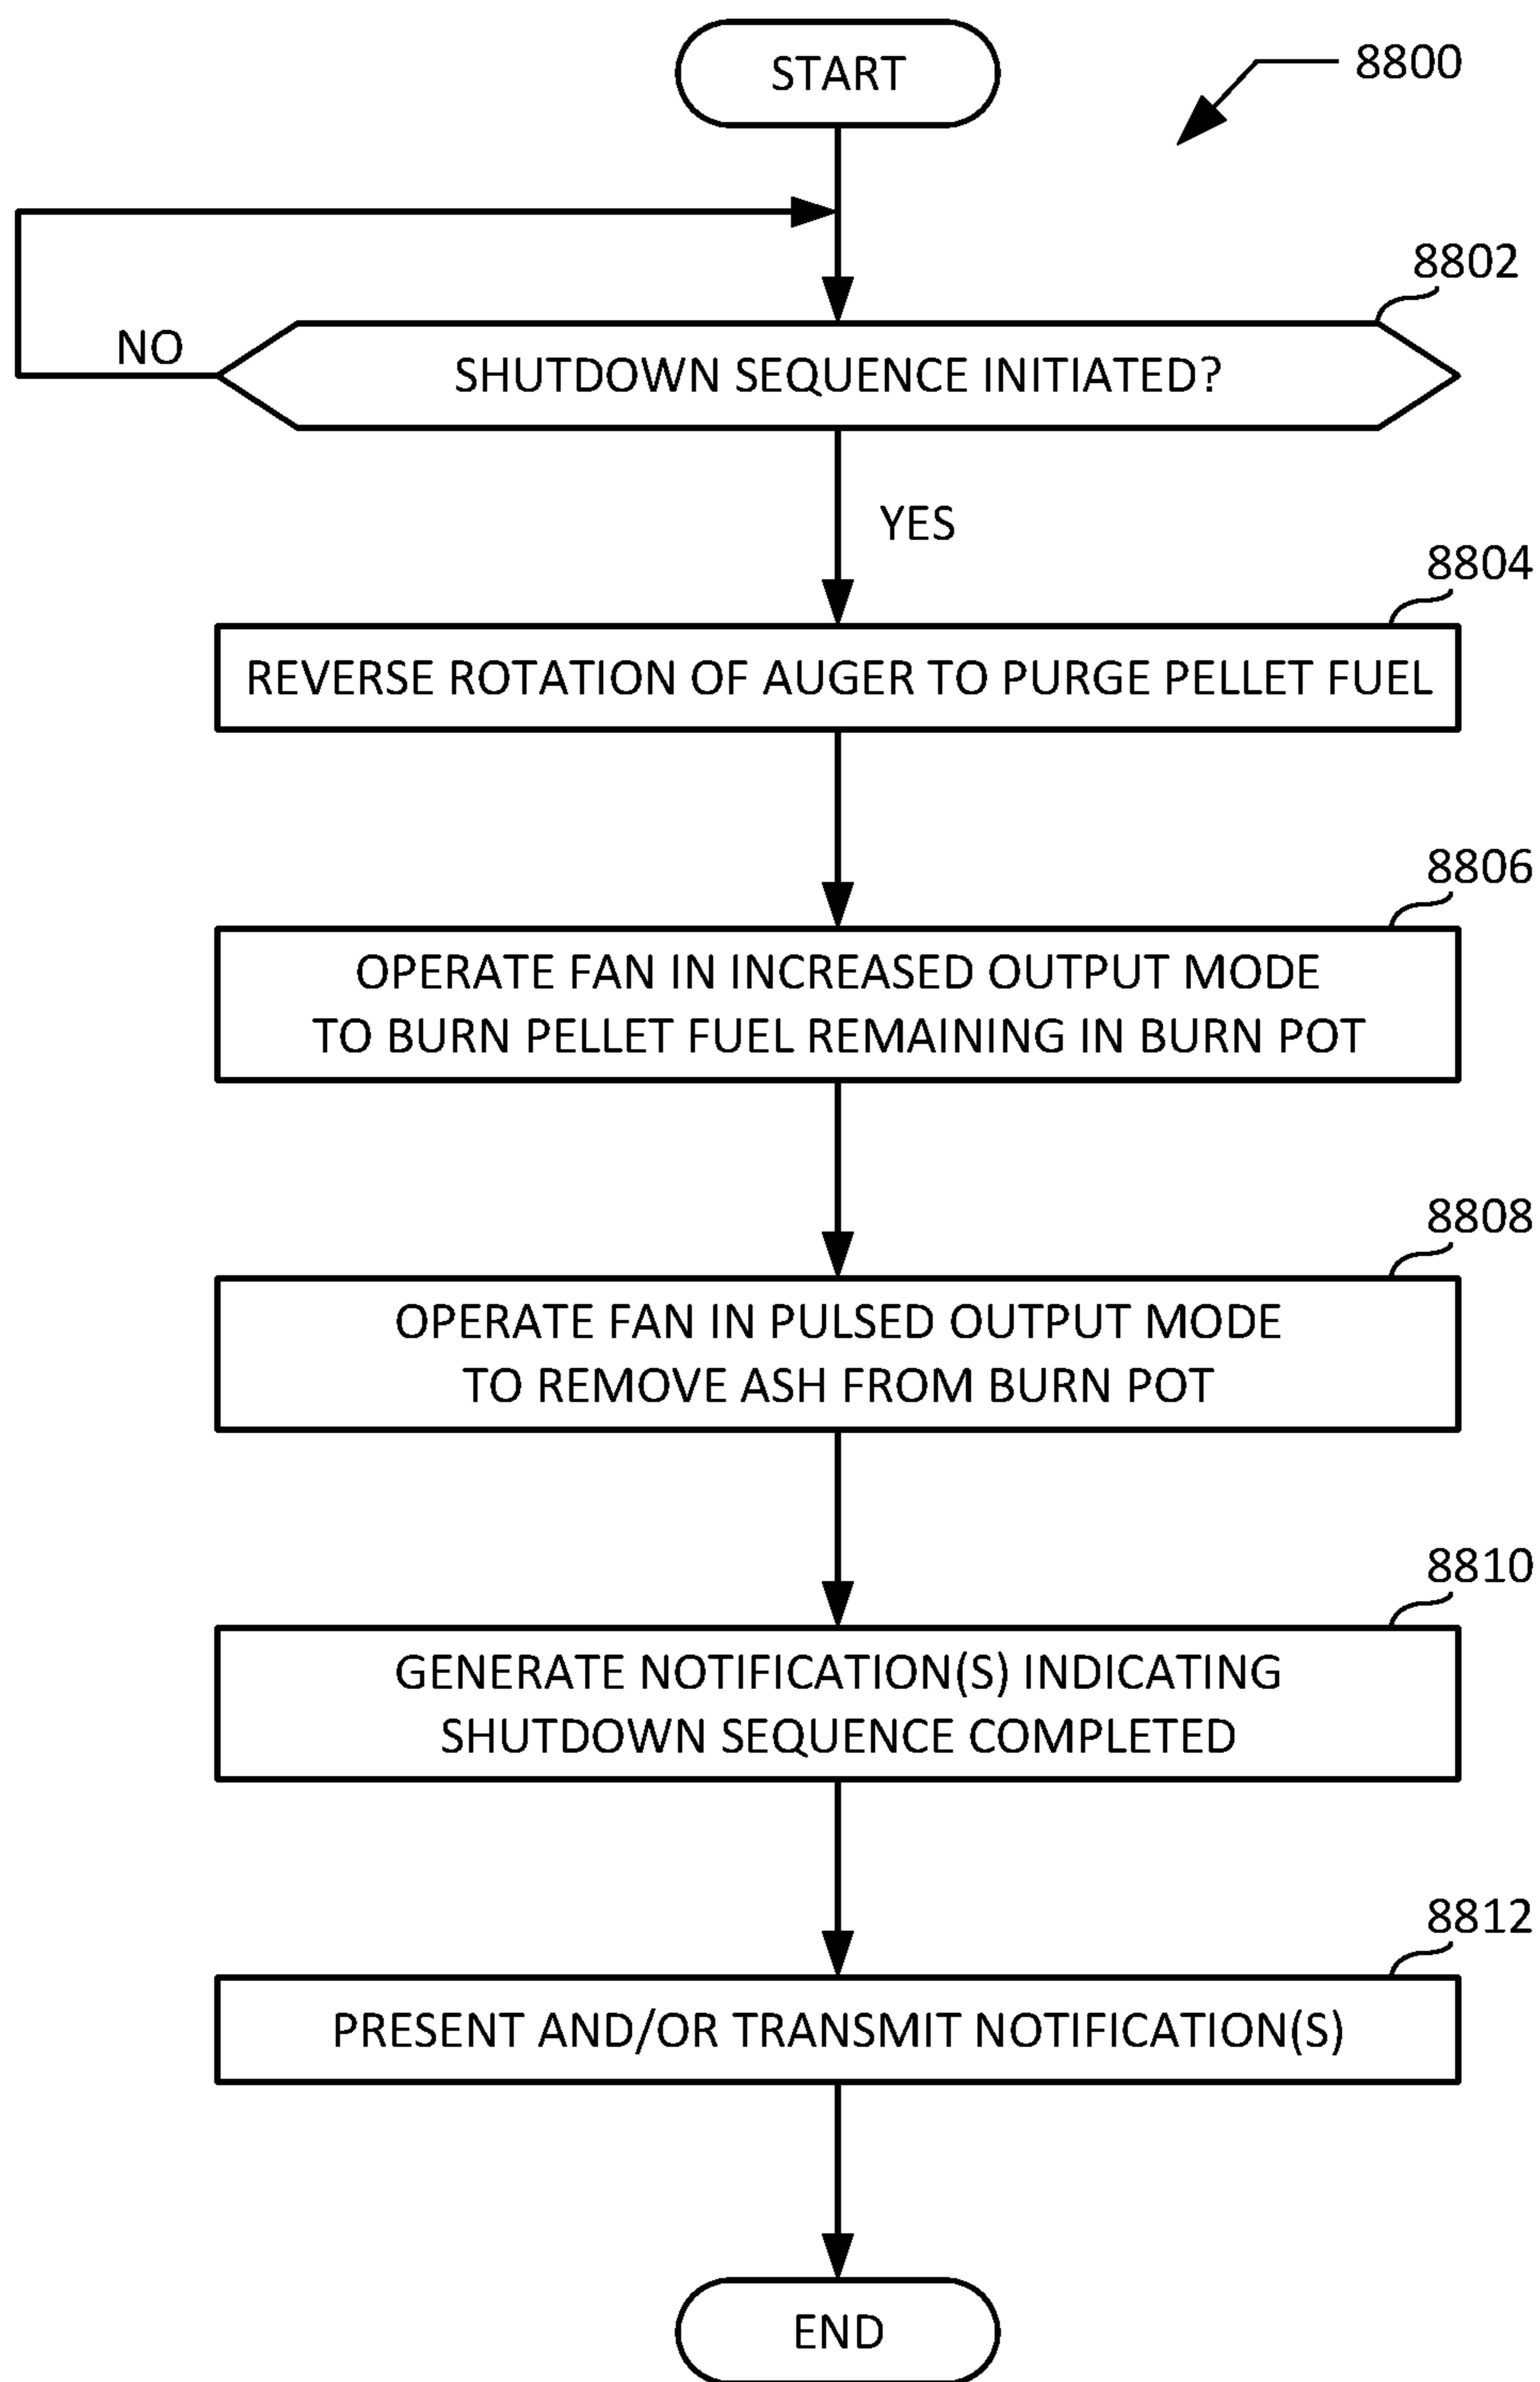 START
8800
8802
NO
SHUTDOWN SEQUENCE INITIATED?
YES
8804
REVERSE ROTATION OF AUGER TO PURGE PELLET FUEL
8806
OPERATE FAN IN INCREASED OUTPUT MODE
TO BURN PELLET FUEL REMAINING IN BURN POT
8808
OPERATE FAN IN PULSED OUTPUT MODE
TO REMOVE ASH FROM BURN POT
8810
GENERATE NOTIFICATION(S) INDICATING
SHUTDOWN SEQUENCE COMPLETED
8812
PRESENT AND/OR TRANSMIT NOTIFICATION(S)
END